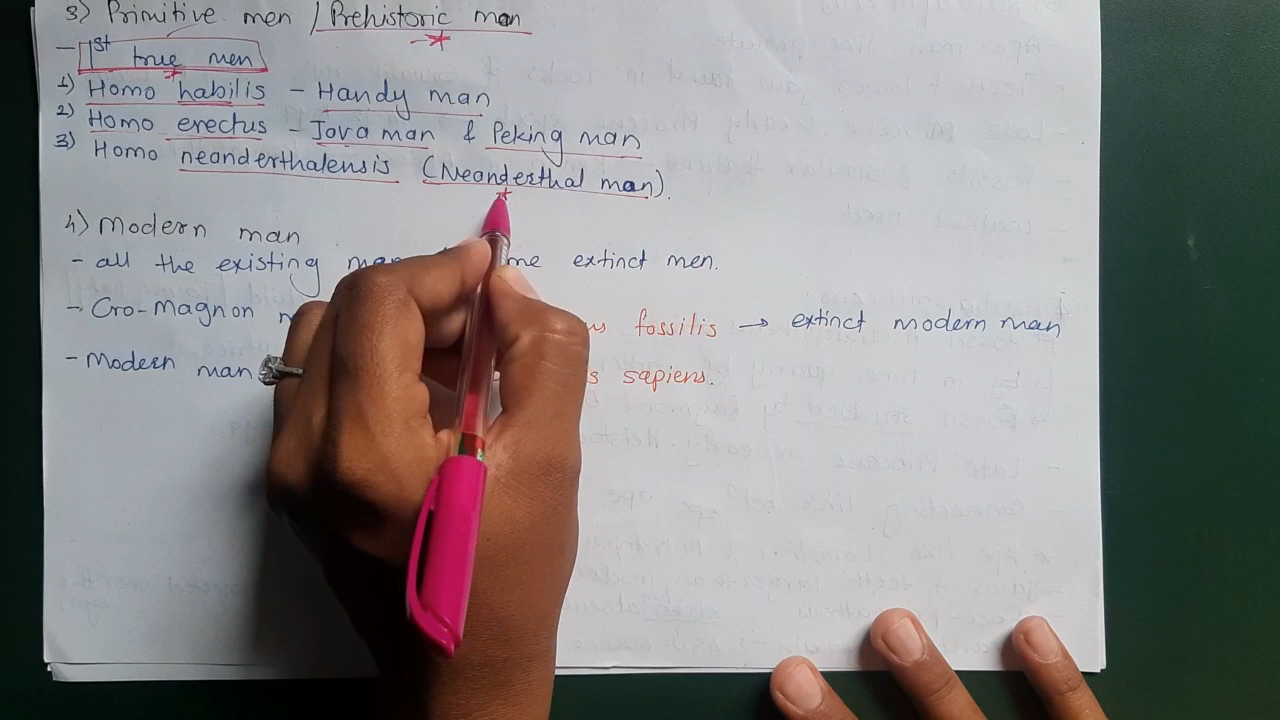 3) Primitive men / Prehistoric man
- 1st true men
1) Homo habilis - Handy man
2) Homo erectus - Java man & Peking man
3) Homo neanderthalensis (Neanderthal man).
4) Modern man
- all the existing extinct men.
- Cro-Magnon fossilis → extinct modern man
- Modern man sapiens.